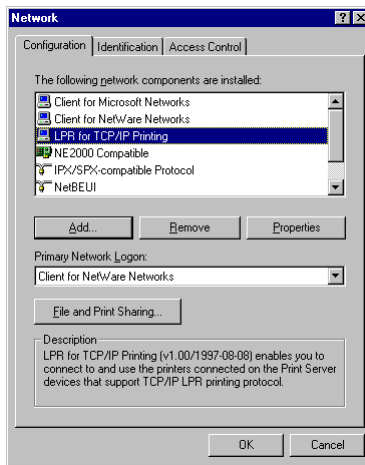 Network
Configuration Identification Access Control
The following network components are installed:
Client for Microsoft Networks
Client for NetWare Networks
LPR for TCP/IP Printing
NE2000 Compatible
IPX/SPX-compatible Protocol
NetBEUI
Add... Remove Properties
Primary Network Logon:
Client for NetWare Networks
File and Print Sharing...
Description
LPR for TCP/IP Printing (v1.00/1997-08-08) enables you to
connect to and use the printers connected on the Print Server
devices that support TCP/IP LPR printing protocol.
OK Cancel